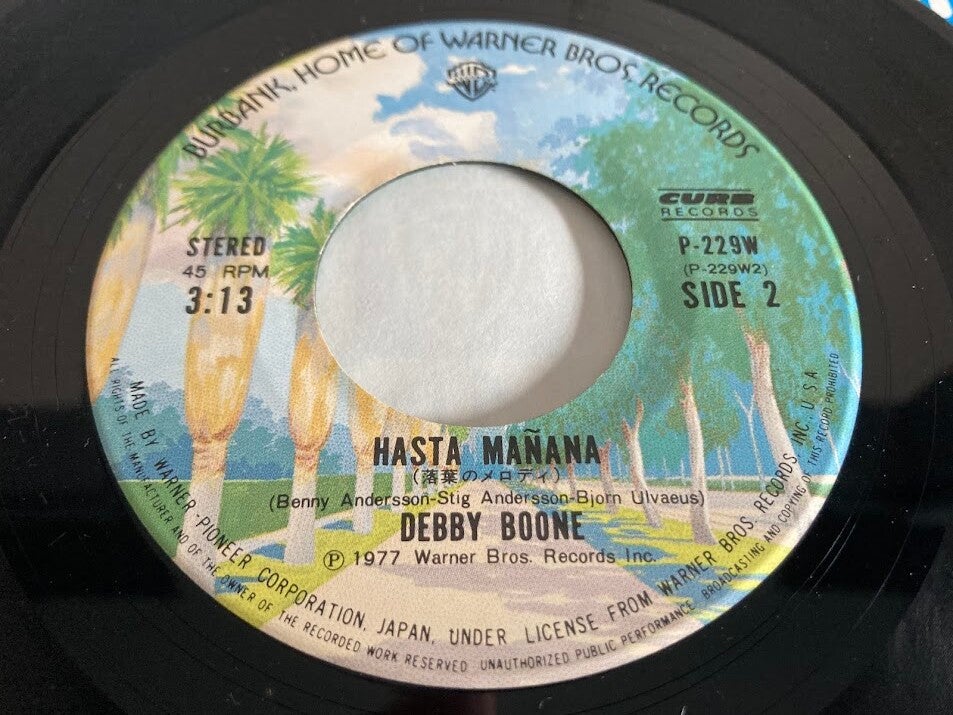 BURBANK, HOME OF WARNER BROS. RECORDS
CURB
RECORDS
STEREO
45 RPM
3:13
P-229W
(P-229W2)
SIDE 2
HASTA MAÑANA
(落葉のメロディ)
(Benny Anderssoñ-Stig Andersson-Bjorn Ulvaeus)
DEBBY BOONE
Ⓟ 1977 Warner Bros. Records Inc.
MADE BY WARNER-PIONEER CORPORATION, JAPAN, UNDER LICENSE FROM WARNER BROS. RECORDS, INC., U.S.A.
ALL RIGHTS OF THE MANUFACTURER AND OF THE OWNER OF THE RECORDED WORK RESERVED UNAUTHORIZED PUBLIC PERFORMANCE, BROADCASTING AND COPYING OF THIS RECORD PROHIBITED